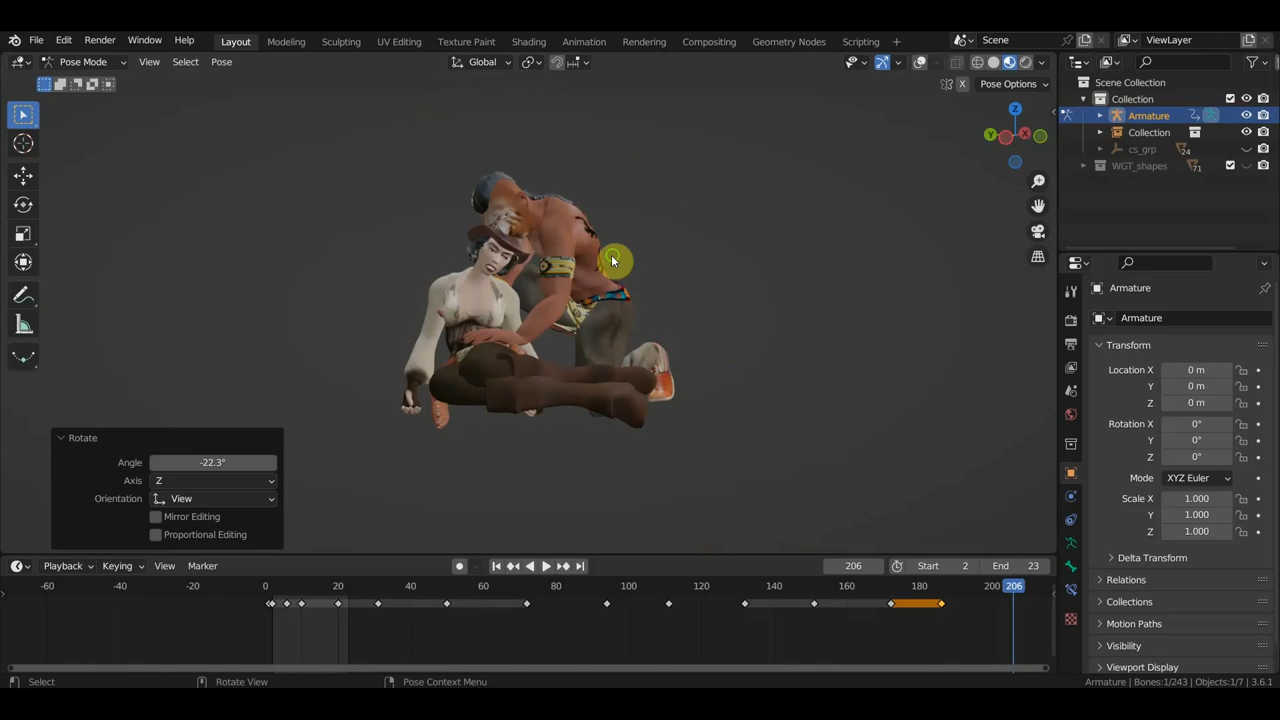 File Edit Render Window Help Layout Modeling Sculpting UV Editing Texture Paint Shading Animation Rendering Compositing Geometry Nodes Scripting + Scene ViewLayer
Pose Mode View Select Pose Global
X Pose Options
Scene Collection
Collection
Armature
Collection
cs_grp 24
WGT_shapes 71
Z
Y X
Armature
Armature
Transform
Location X 0 m
Y 0 m
Z 0 m
Rotation X 0°
Y 0°
Z 0°
Mode XYZ Euler
Scale X 1.000
Y 1.000
Z 1.000
Delta Transform
Relations
Collections
Motion Paths
Visibility
Viewport Display
Rotate
Angle -22.3°
Axis Z
Orientation View
Mirror Editing
Proportional Editing
Playback Keying View Marker 206 Start 2 End 23
-60 -40 -20 0 20 40 60 80 100 120 140 160 180 200 206
Select Rotate View Pose Context Menu Armature | Bones:1/243 | Objects:1/7 | 3.6.1